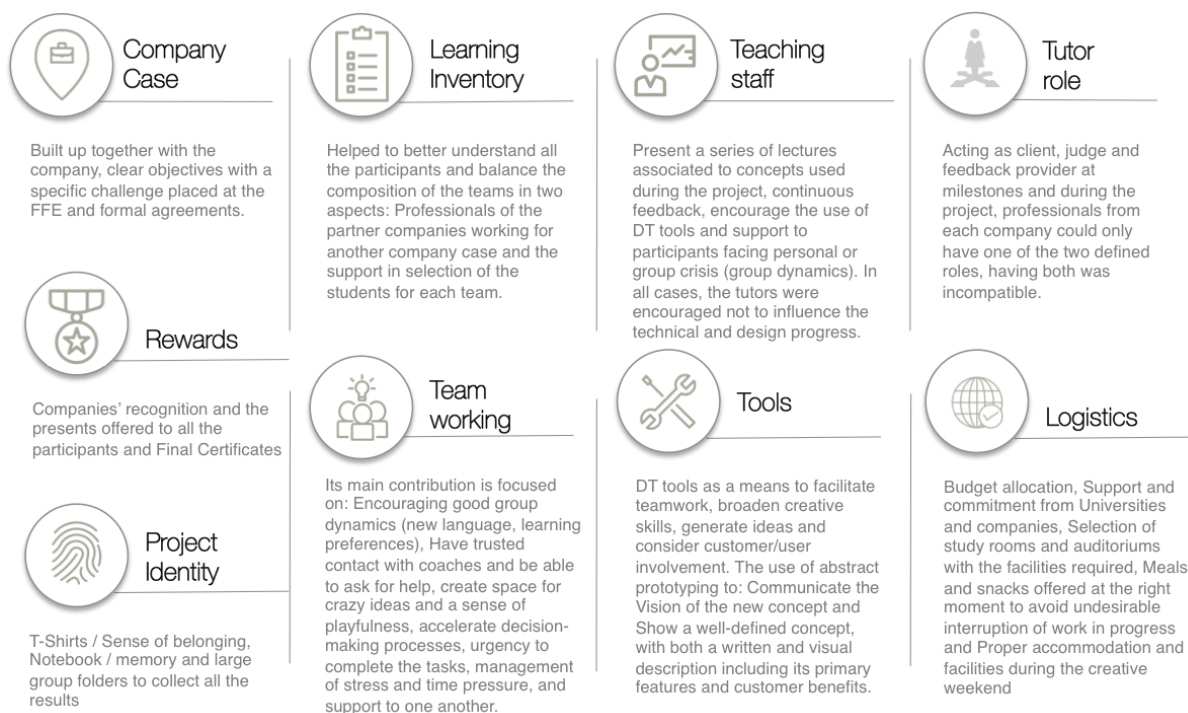 Company
Case
Built up together with the
company, clear objectives with a
specific challenge placed at the
FFE and formal agreements.
Rewards
Companies’ recognition and the
presents offered to all the
participants and Final Certificates
Project
Identity
T-Shirts / Sense of belonging,
Notebook / memory and large
group folders to collect all the
results
Learning
Inventory
Helped to better understand all
the participants and balance the
composition of the teams in two
aspects: Professionals of the
partner companies working for
another company case and the
support in selection of the
students for each team.
Team
working
Its main contribution is focused
on: Encouraging good group
dynamics (new language, learning
preferences), Have trusted
contact with coaches and be able
to ask for help, create space for
crazy ideas and a sense of
playfulness, accelerate decision-
making processes, urgency to
complete the tasks, management
of stress and time pressure, and
support to one another.
Teaching
staff
Present a series of lectures
associated to concepts used
during the project, continuous
feedback, encourage the use of
DT tools and support to
participants facing personal or
group crisis (group dynamics). In
all cases, the tutors were
encouraged not to influence the
technical and design progress.
Tools
DT tools as a means to facilitate
teamwork, broaden creative
skills, generate ideas and
consider customer/user
involvement. The use of abstract
prototyping to: Communicate the
Vision of the new concept and
Show a well-defined concept,
with both a written and visual
description including its primary
features and customer benefits.
Tutor
role
Acting as client, judge and
feedback provider at
milestones and during the
project, professionals from
each company could only
have one of the two defined
roles, having both was
incompatible.
Logistics
Budget allocation, Support and
commitment from Universities
and companies, Selection of
study rooms and auditoriums
with the facilities required, Meals
and snacks offered at the right
moment to avoid undesirable
interruption of work in progress
and Proper accommodation and
facilities during the creative
weekend